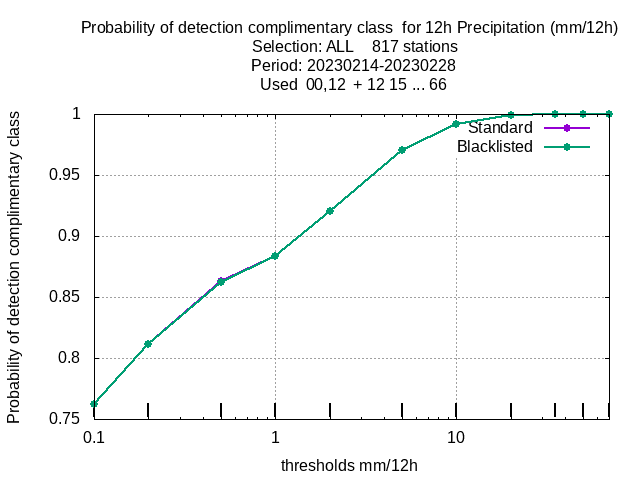 Probability of detection complimentary class  for 12h Precipitation (mm/12h)
Selection: ALL    817 stations
Period: 20230214-20230228
Used  00,12  + 12 15 ... 66
Probability of detection complimentary class
1
0.95
0.9
0.85
0.8
0.75
Standard
Blacklisted
0.1
1
10
thresholds mm/12h